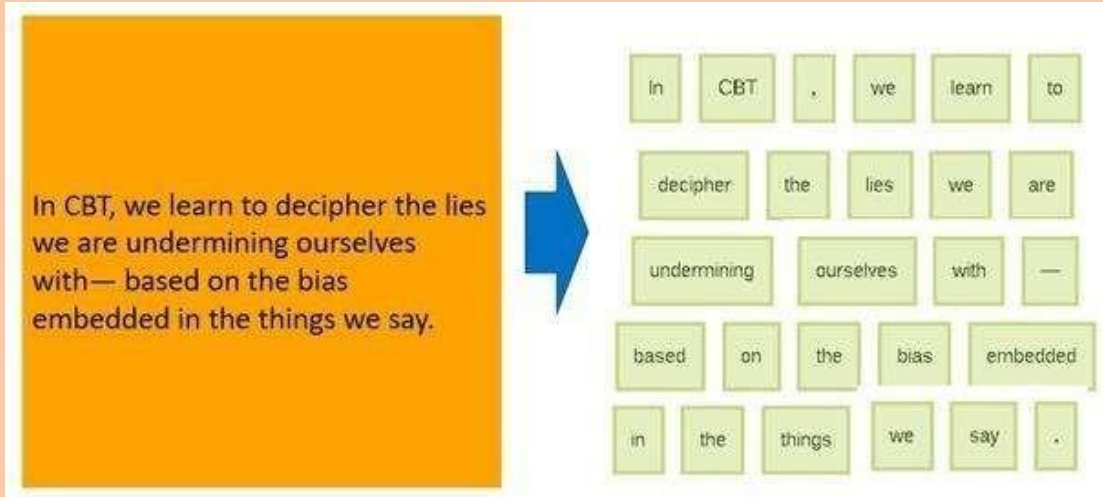 In CBT, we learn to decipher the lies
we are undermining ourselves
with— based on the bias
embedded in the things we say.
In CBT , we learn to
decipher the lies we are
undermining ourselves with —
based on the bias embedded
in the things we say .